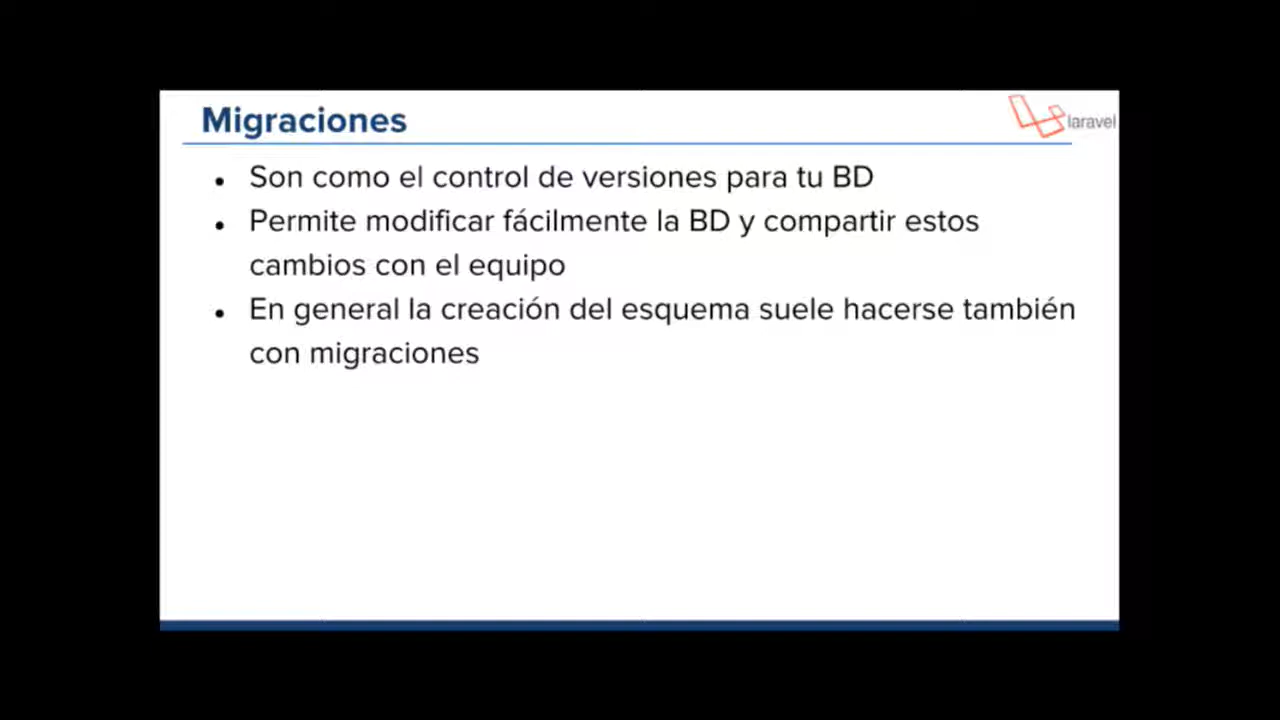 Migraciones
laravel
Son como el control de versiones para tu BD
Permite modificar fácilmente la BD y compartir estos
cambios con el equipo
En general la creación del esquema suele hacerse también
con migraciones